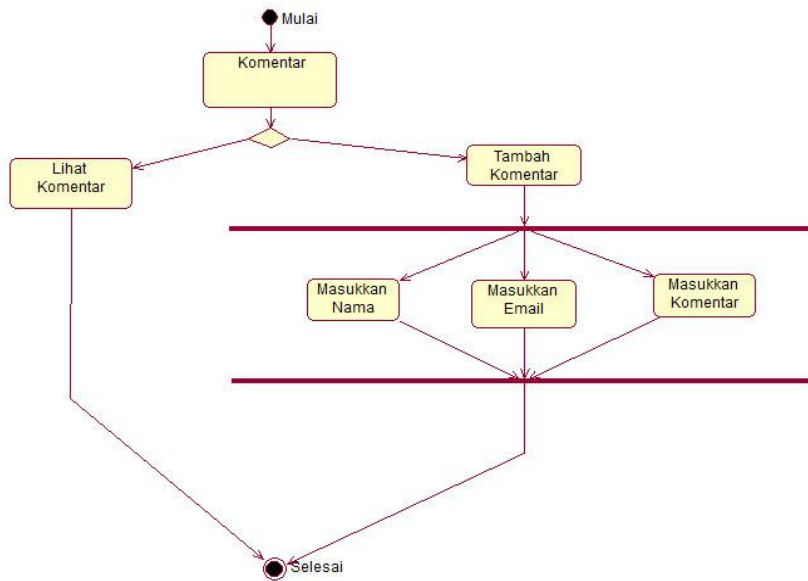 Mulai
Komentar
Lihat
Komentar
Tambah
Komentar
Masukkan
Nama
Masukkan
Email
Masukkan
Komentar
Selesai